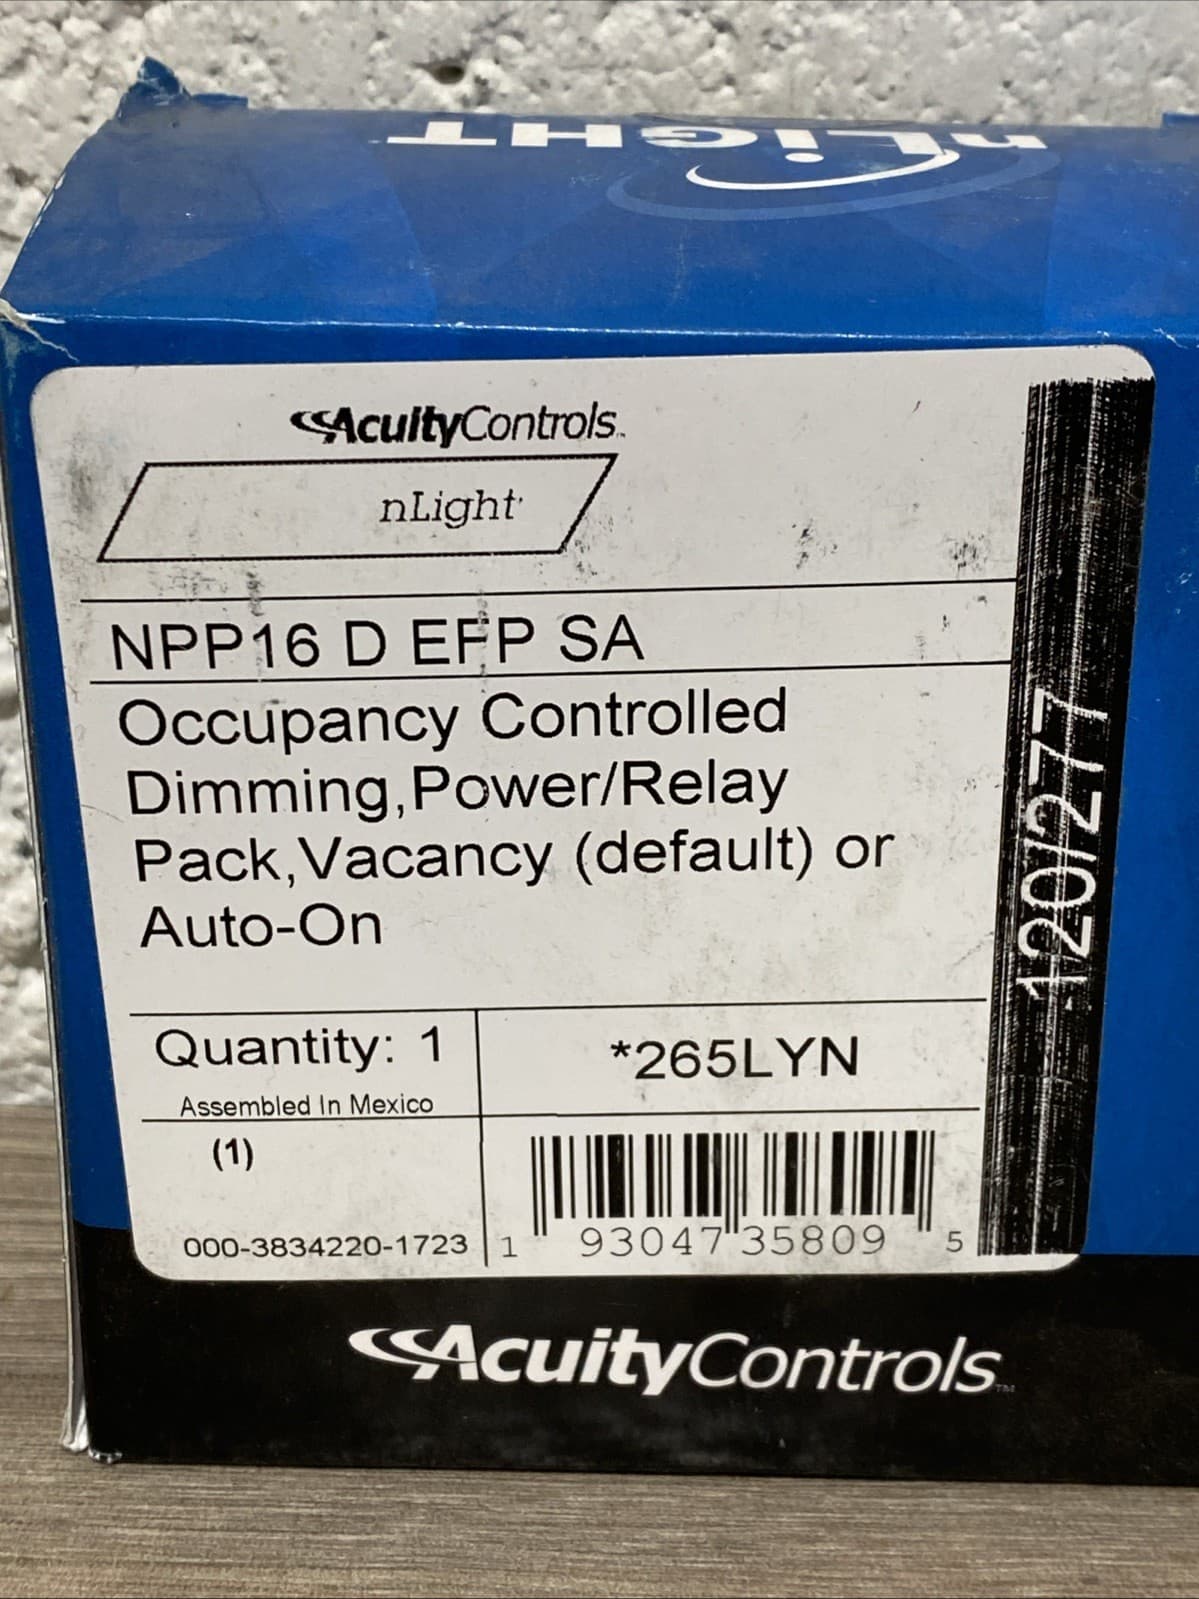 nLiGHT
AcuityControls
nLight
NPP16 D EFP SA
Occupancy Controlled
Dimming,Power/Relay
Pack,Vacancy (default) or
Auto-On
120/277
Quantity: 1
Assembled In Mexico
*265LYN
(1)
000-3834220-1723
1 93047 35809 5
AcuityControls™